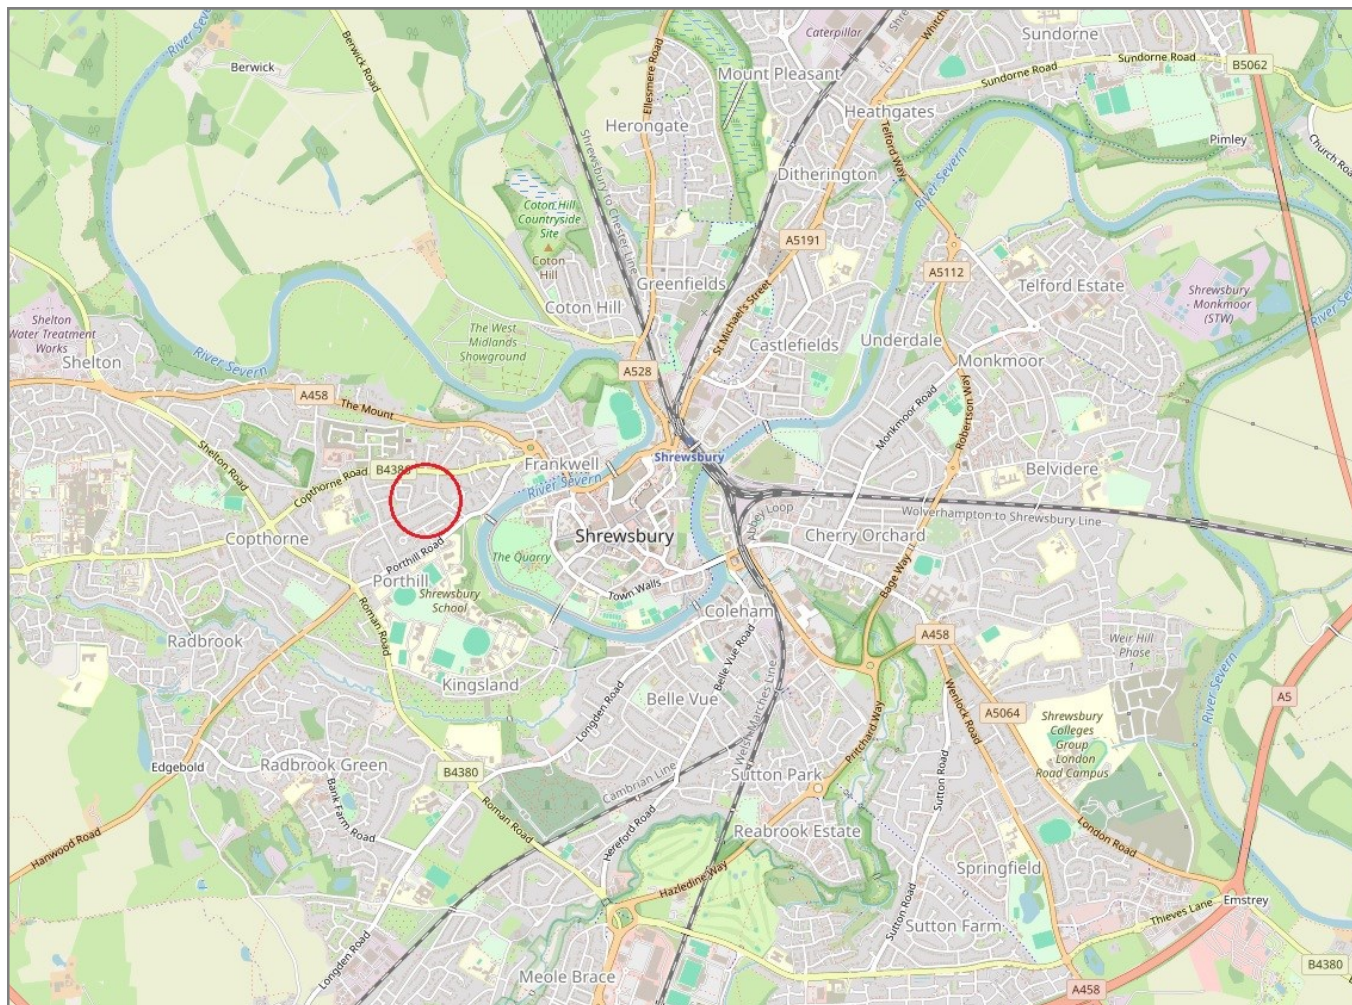 River Severn
Berwick
Berwick Road
Ellesmere Road
Caterpillar
Whitch
Sundorne
Sundorne Road
Sundorne Road
B5062
Mount Pleasant
Heathgates
Herongate
Telford Way
Pimley
Church Road
Shrewsbury to Chester Line
Ditherington
River Severn
Coton Hill
Countryside
Site
Coton
Hill
A5191
A5112
Greenfields
Telford Estate
Shrewsbury
Monkmoor
(STW)
Shelton
Water Treatment
Works
Shelton
The West
Midlands
Showground
Coton Hill
St Michael's Street
Castlefields
Underdale
Monkmoor
River Severn
A528
A458
The Mount
Monkmoor Road
Robertson Way
Shelton Road
Copthorne Road
B4386
Frankwell
River Severn
Shrewsbury
Belvidere
Abbey Loop
Wolverhampton to Shrewsbury Line
Copthorne
Porthill Road
The Quarry
Shrewsbury
Cherry Orchard
Porthill
Shrewsbury
School
Town Walls
Bage Way
Coleham
Roman Road
Radbrook
A458
Weir Hill
Phase
1
Kingsland
Longden Road
Belle Vue
Belle Vue Road
Welsh Marches Line
Pritchard Way
Wenlock Road
A5064
River Severn
A5
Shrewsbury
Colleges
Group
London
Road Campus
Edgebold
Radbrook Green
B4380
Cambrian Line
Sutton Park
Sutton Road
Bank Farm Road
Roman Road
Hereford Road
Reabrook Estate
London Road
Hanwood Road
Hazledine Way
Springfield
Sutton Road
Emstrey
Thieves Lane
Sutton Farm
Longden Road
Meole Brace
B4380
A458